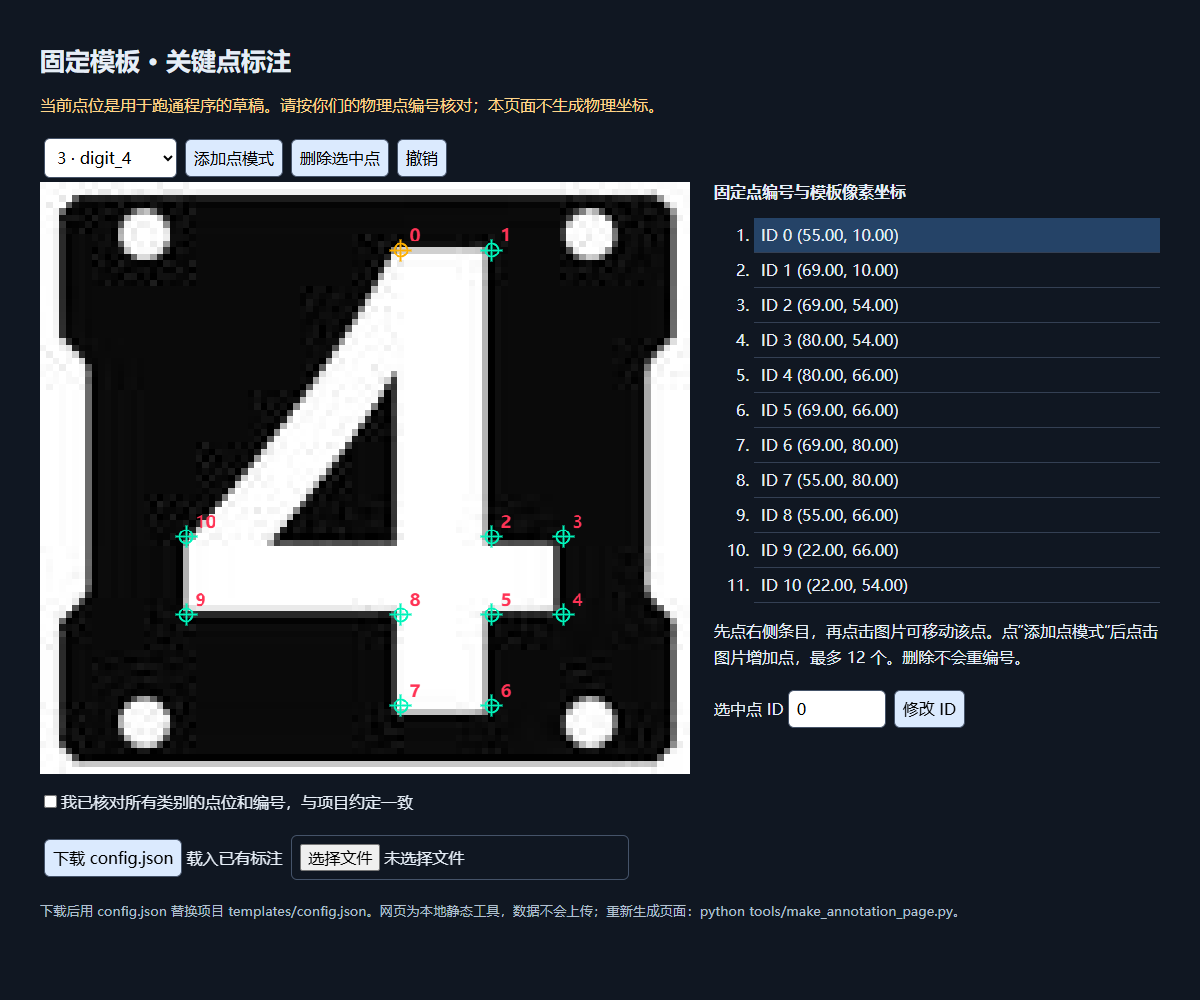 固定模板 • 关键点标注
当前点位是用于跑通程序的草稿。请按你们的物理点编号核对；本页面不生成物理坐标。
3 · digit_4 添加点模式 删除选中点 撤销
固定点编号与模板像素坐标
1. ID 0 (55.00, 10.00)
2. ID 1 (69.00, 10.00)
3. ID 2 (69.00, 54.00)
4. ID 3 (80.00, 54.00)
5. ID 4 (80.00, 66.00)
6. ID 5 (69.00, 66.00)
7. ID 6 (69.00, 80.00)
8. ID 7 (55.00, 80.00)
9. ID 8 (55.00, 66.00)
10. ID 9 (22.00, 66.00)
11. ID 10 (22.00, 54.00)
先点右侧条目，再点击图片可移动该点。点“添加点模式”后点击
图片增加点，最多 12 个。删除不会重编号。
选中点 ID 0 修改 ID
0 1
4
10 2 3
9 8 5 4
7 6
我已核对所有类别的点位和编号，与项目约定一致
下载 config.json 载入已有标注 选择文件 未选择文件
下载后用 config.json 替换项目 templates/config.json。网页为本地静态工具，数据不会上传；重新生成页面：python tools/make_annotation_page.py。